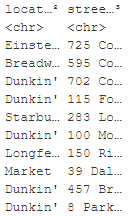 locat…² stree…³
<chr> <chr>
Einste… 725 Co…
Breadw… 595 Co…
Dunkin' 702 Co…
Dunkin' 115 Fo…
Starbu… 283 Lo…
Dunkin' 100 Mo…
Longfe… 150 Ri…
Market 39 Dal…
Dunkin' 457 Br…
Dunkin' 8 Park…